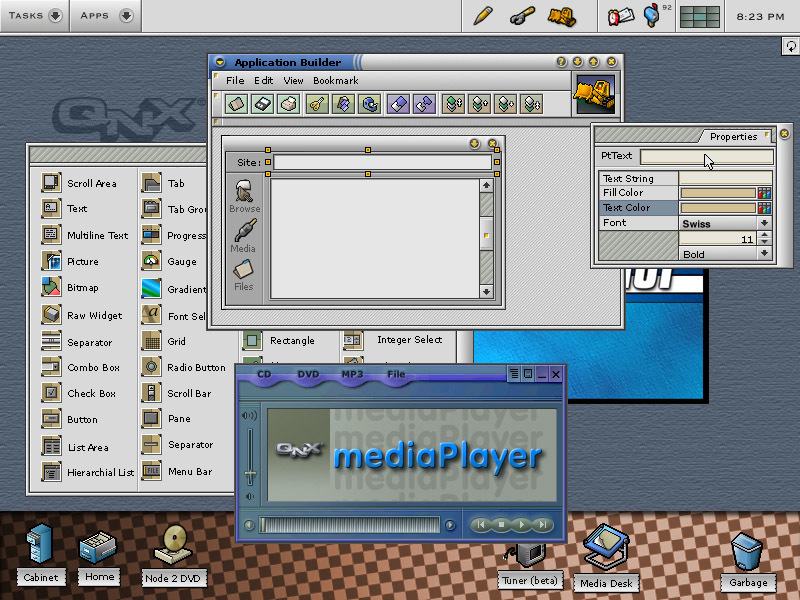 TASKS
APPS
92
8:23 PM
QNX
Application Builder
File Edit View Bookmark
Site:
Browse
Media
Files
Properties
PtText
Text String
Fill Color
Text Color
Font
Swiss
11
Bold
Scroll Area
Tab
Text
Multiline Text
Progress
Picture
Gauge
Bitmap
Gradient
Raw Widget
Separator
Grid
Rectangle
Integer Select
Combo Box
Radio Button
Check Box
Scroll Bar
Button
Pane
List Area
Separator
Hierarchial List
FILE
Menu Bar
CD DVD MP3 File
QNX
mediaPlayer
mediaPlayer
Cabinet
Home
Node 2 DVD
Tuner (beta)
Media Desk
Garbage